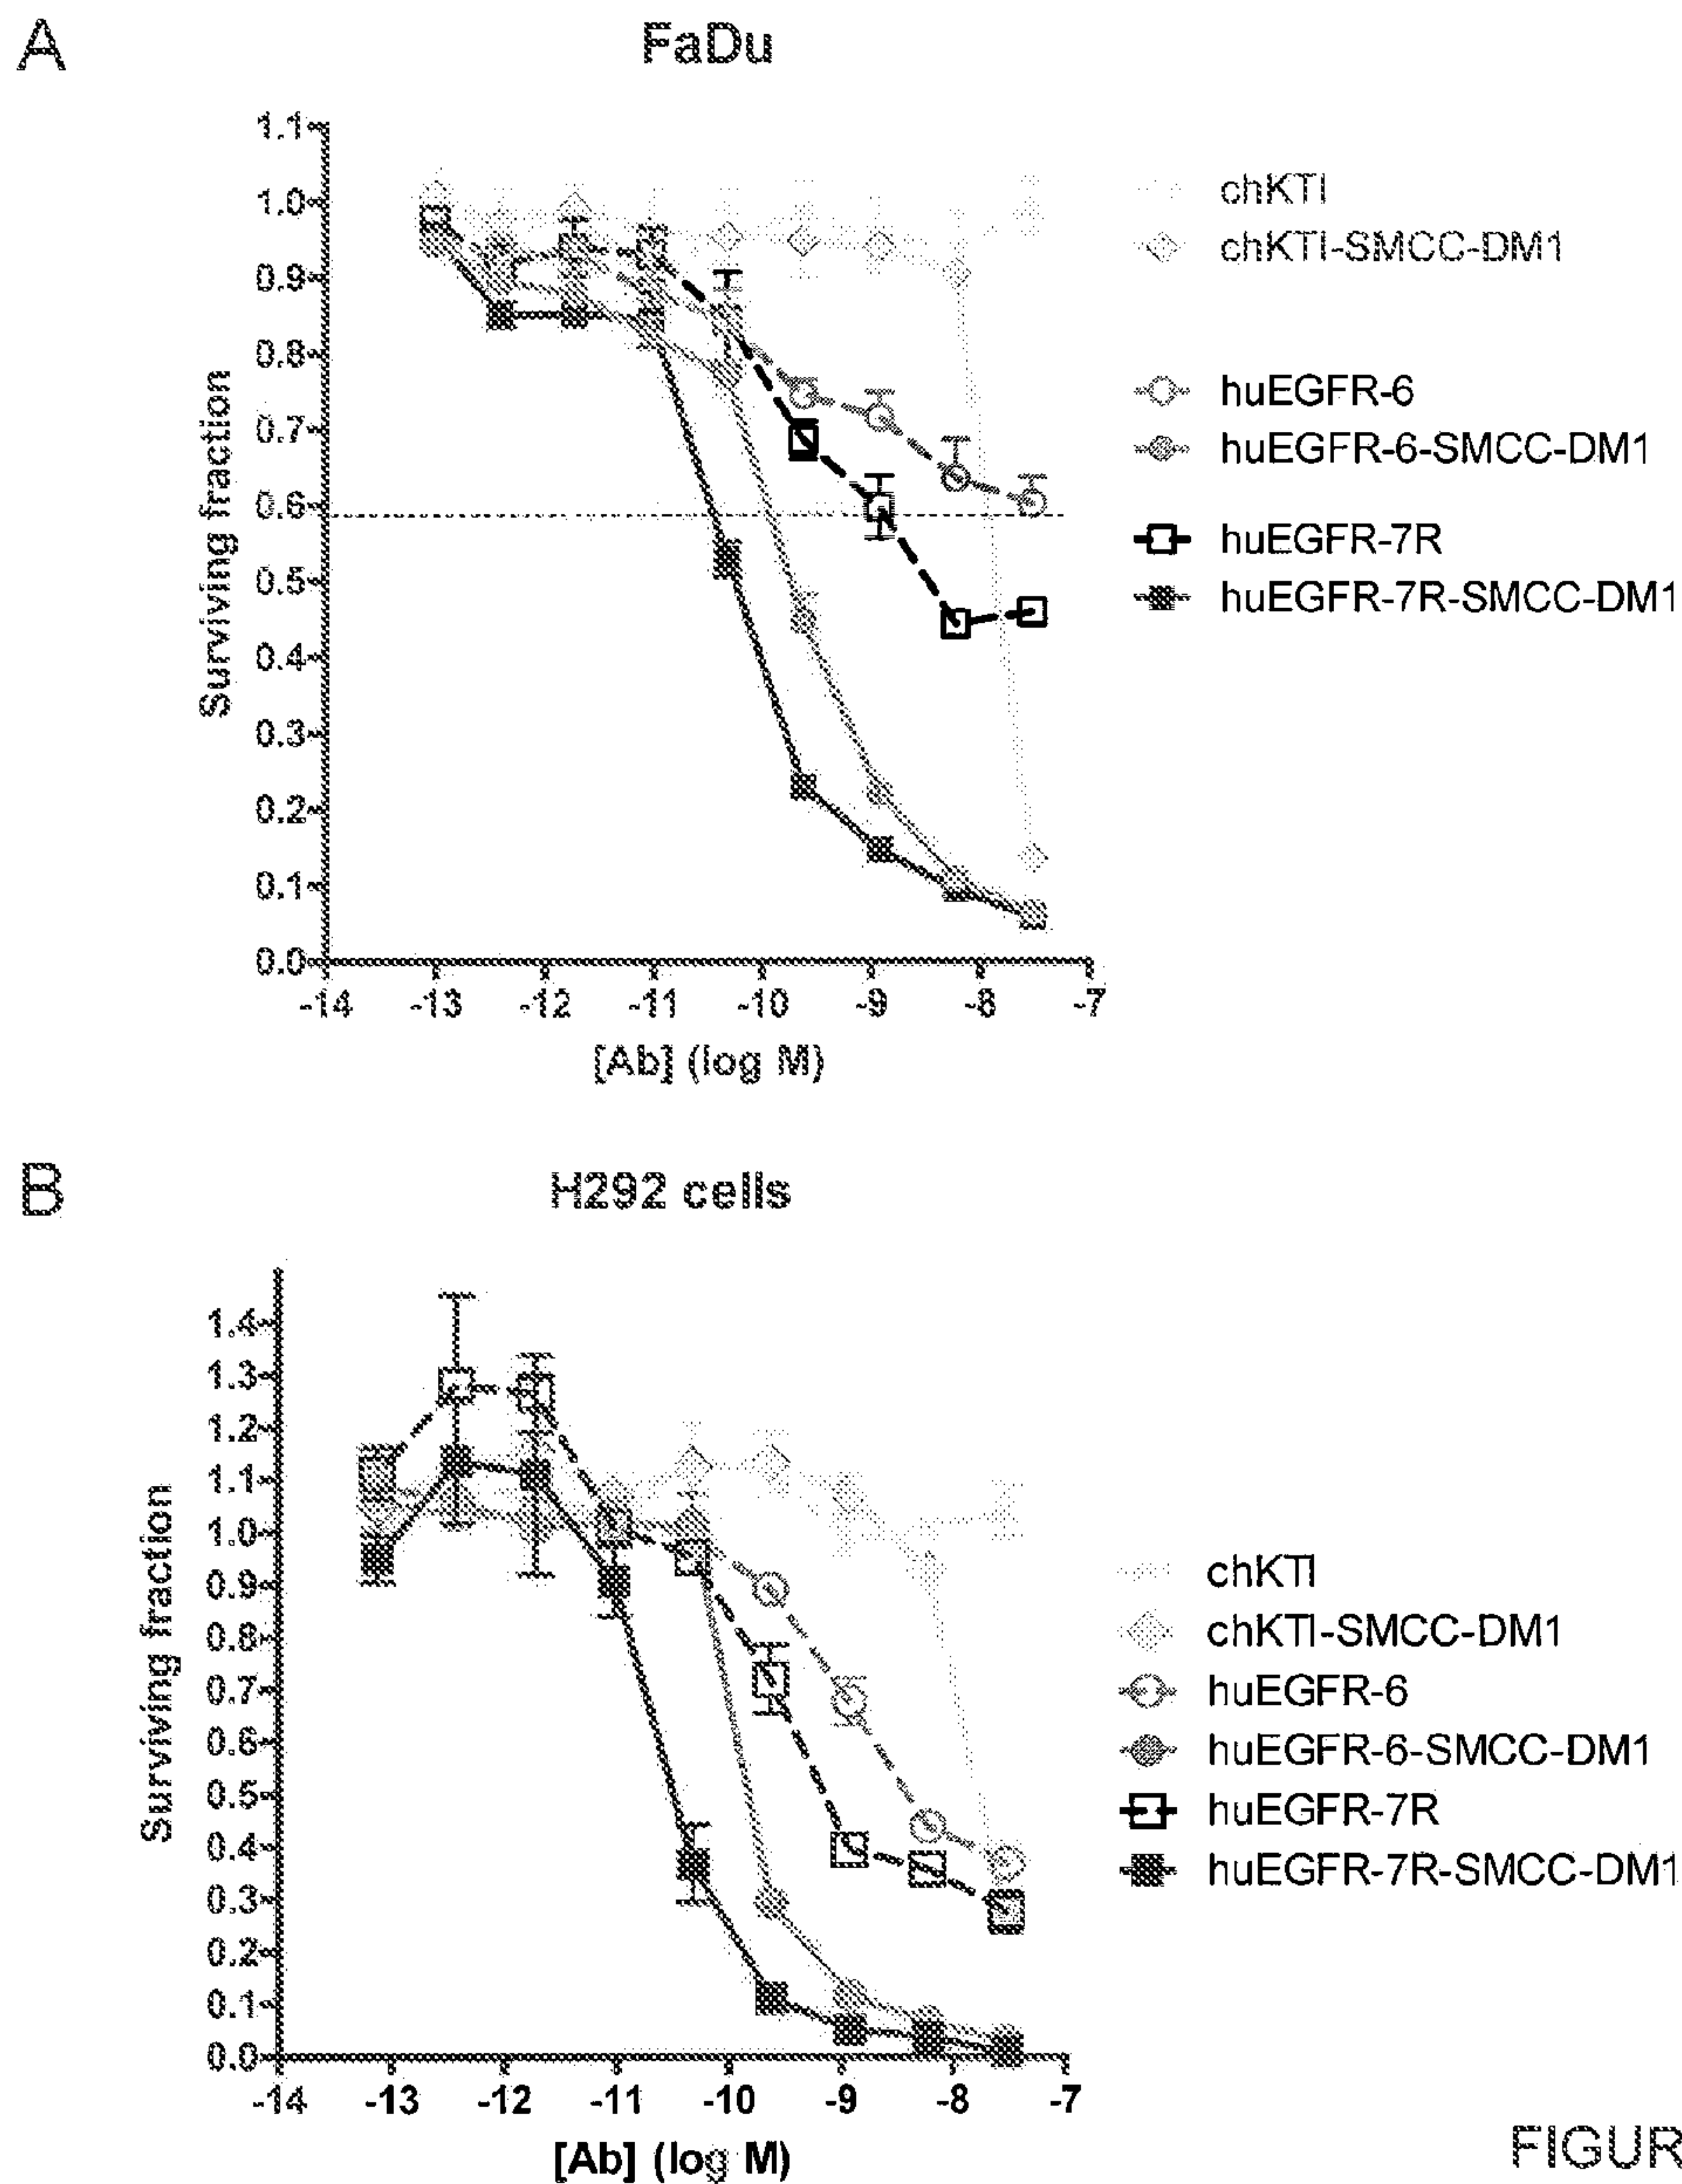 A
FaDu
1.1
1.0
0.9
0.8
0.7
0.6
0.5
0.4
0.3
0.2
0.1
0.0
Surviving fraction
-14 -13 -12 -11 -10 -9 -8 -7
[Ab] (log M)
chKTI
chKTI-SMCC-DM1
huEGFR-6
huEGFR-6-SMCC-DM1
huEGFR-7R
huEGFR-7R-SMCC-DM1
B
H292 cells
1.4
1.3
1.2
1.1
1.0
0.9
0.8
0.7
0.6
0.5
0.4
0.3
0.2
0.1
0.0
Surviving fraction
-14 -13 -12 -11 -10 -9 -8 -7
[Ab] (log M)
chKTI
chKTI-SMCC-DM1
huEGFR-6
huEGFR-6-SMCC-DM1
huEGFR-7R
huEGFR-7R-SMCC-DM1
FIGUR